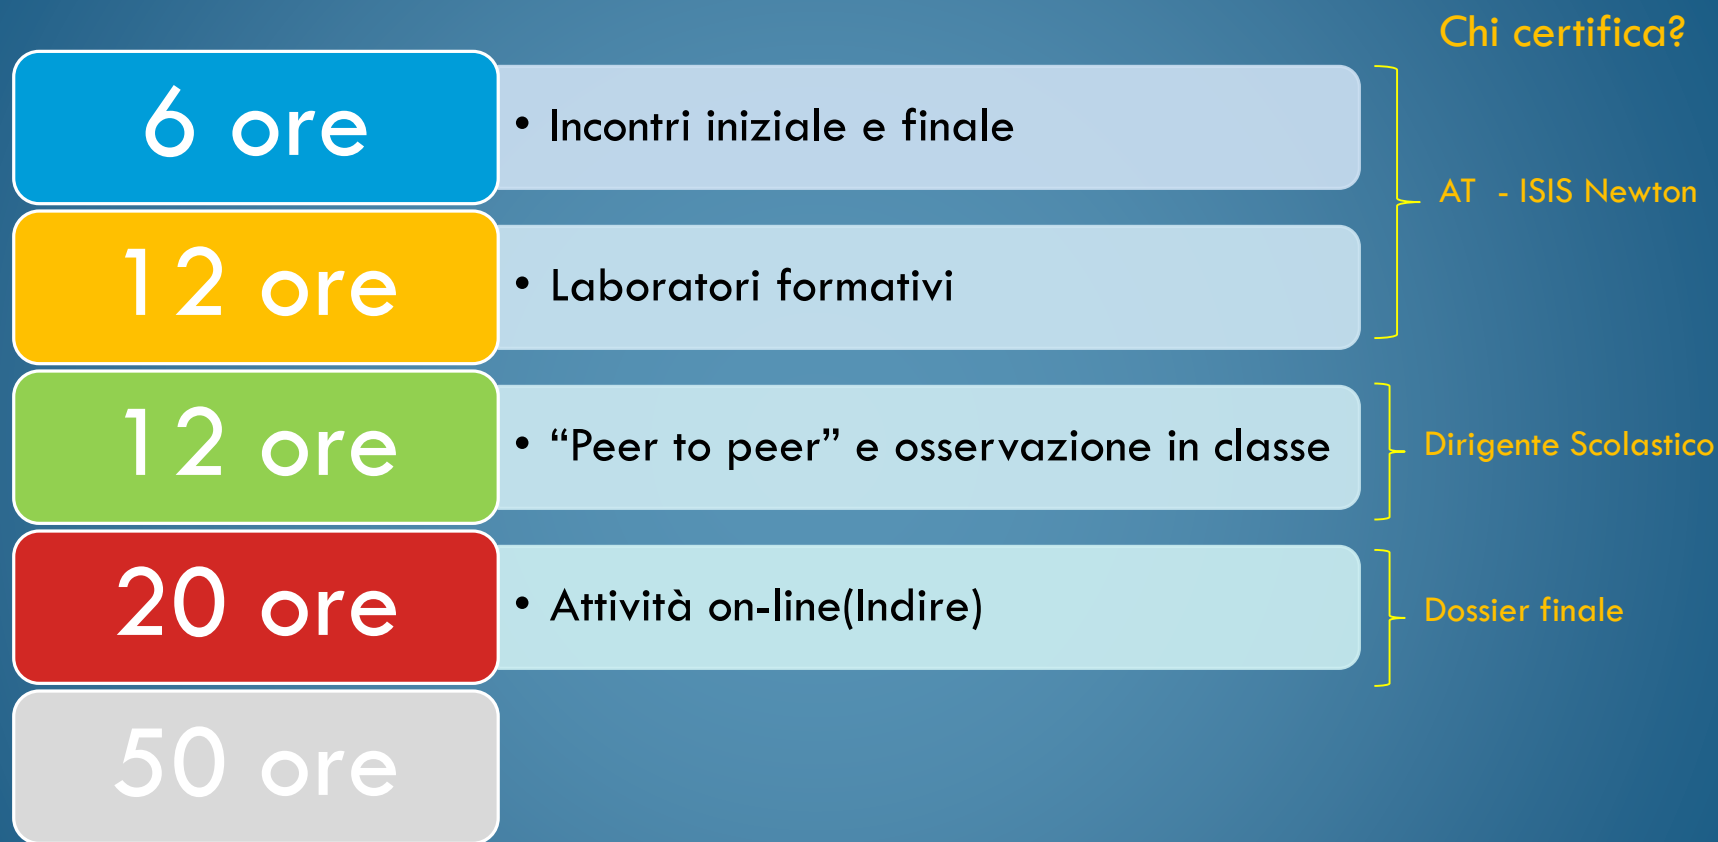 Chi certifica?
6 ore
• Incontri iniziale e finale
AT - ISIS Newton
12 ore
• Laboratori formativi
12 ore
• “Peer to peer” e osservazione in classe
Dirigente Scolastico
20 ore
• Attività on-line(Indire)
Dossier finale
50 ore